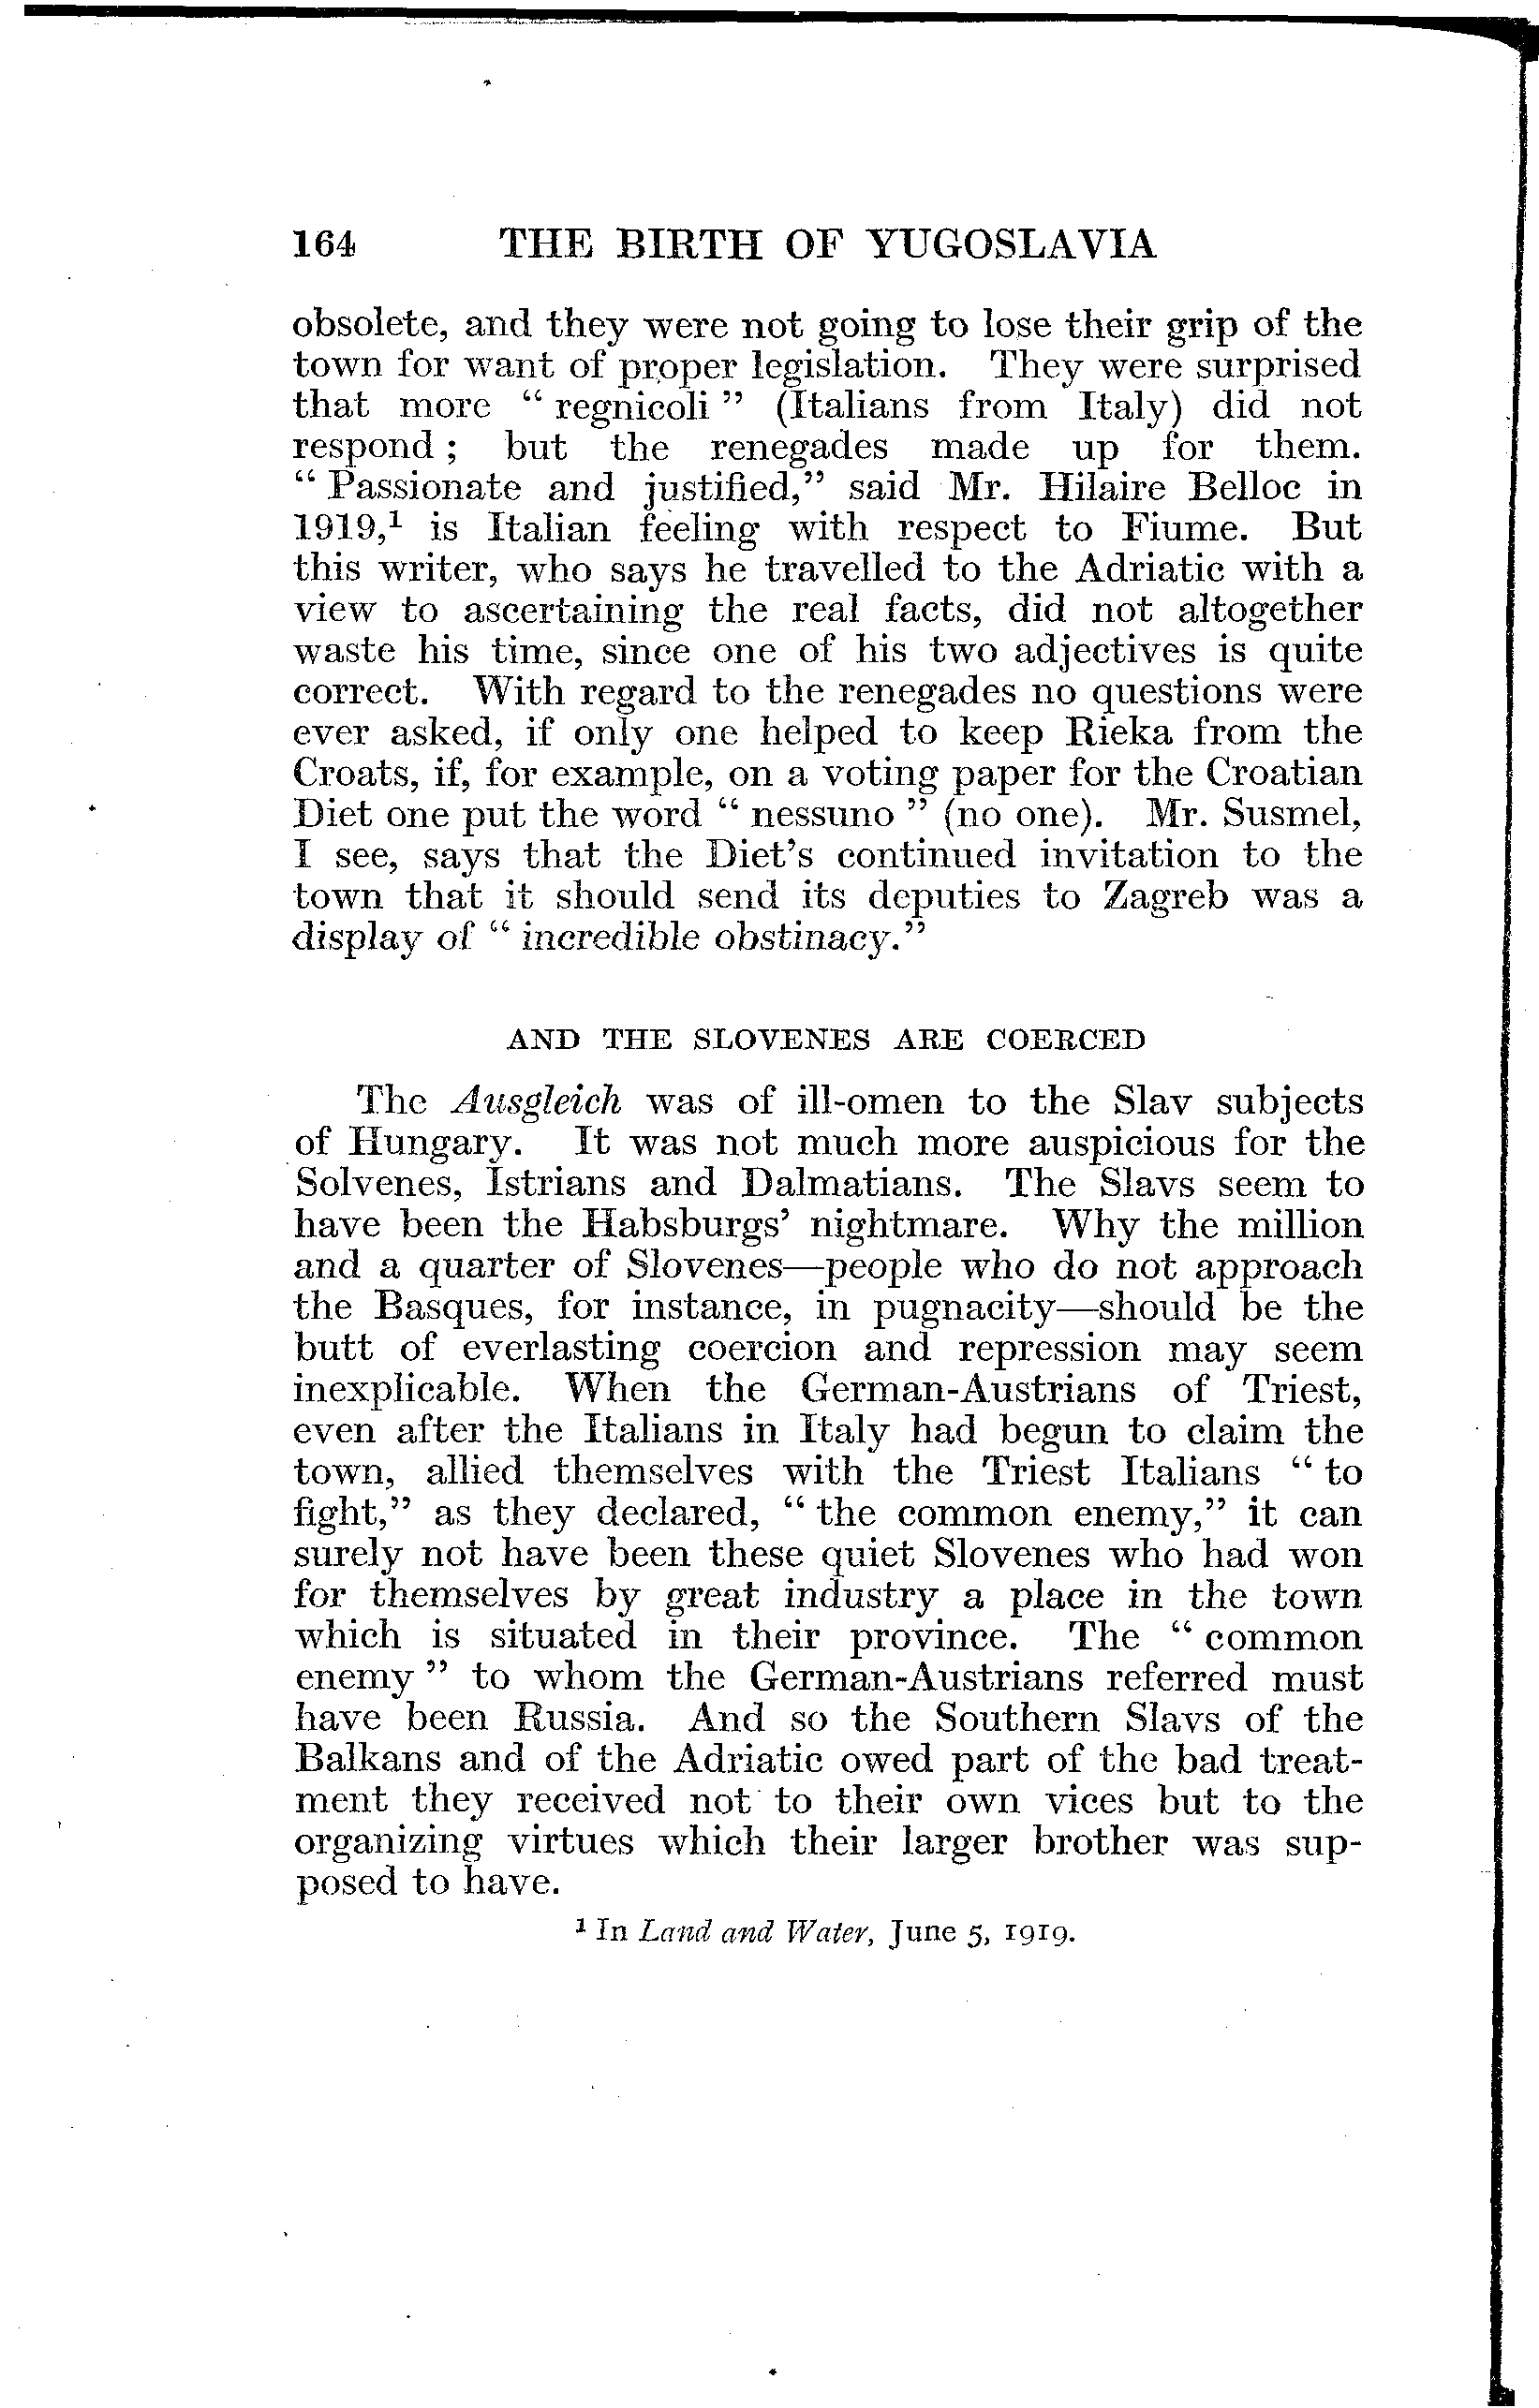 164 THE BIRTH OF YUGOSLAVIA
obsolete, and they were not going to lose their grip of the
town for want of proper legislation. They were surprised
that more “ regnicoli ” (Italians from Italy) did not
respond ; but the renegades made up for them.
“ Passionate and justified,” said Mr. Hilaire Belloc in
1919,¹ is Italian feeling with respect to Fiume. But
this writer, who says he travelled to the Adriatic with a
view to ascertaining the real facts, did not altogether
waste his time, since one of his two adjectives is quite
correct. With regard to the renegades no questions were
ever asked, if only one helped to keep Rieka from the
Croats, if, for example, on a voting paper for the Croatian
Diet one put the word “ nessuno ” (no one). Mr. Susmel,
I see, says that the Diet’s continued invitation to the
town that it should send its deputies to Zagreb was a
display of “ incredible obstinacy.”
AND THE SLOVENES ARE COERCED
The Ausgleich was of ill-omen to the Slav subjects
of Hungary. It was not much more auspicious for the
Solvenes, Istrians and Dalmatians. The Slavs seem to
have been the Habsburgs’ nightmare. Why the million
and a quarter of Slovenes—people who do not approach
the Basques, for instance, in pugnacity—should be the
butt of everlasting coercion and repression may seem
inexplicable. When the German-Austrians of Triest,
even after the Italians in Italy had begun to claim the
town, allied themselves with the Triest Italians “ to
fight,” as they declared, “ the common enemy,” it can
surely not have been these quiet Slovenes who had won
for themselves by great industry a place in the town
which is situated in their province. The “ common
enemy ” to whom the German-Austrians referred must
have been Russia. And so the Southern Slavs of the
Balkans and of the Adriatic owed part of the bad treat-
ment they received not to their own vices but to the
organizing virtues which their larger brother was sup-
posed to have.
¹ In Land and Water, June 5, 1919.